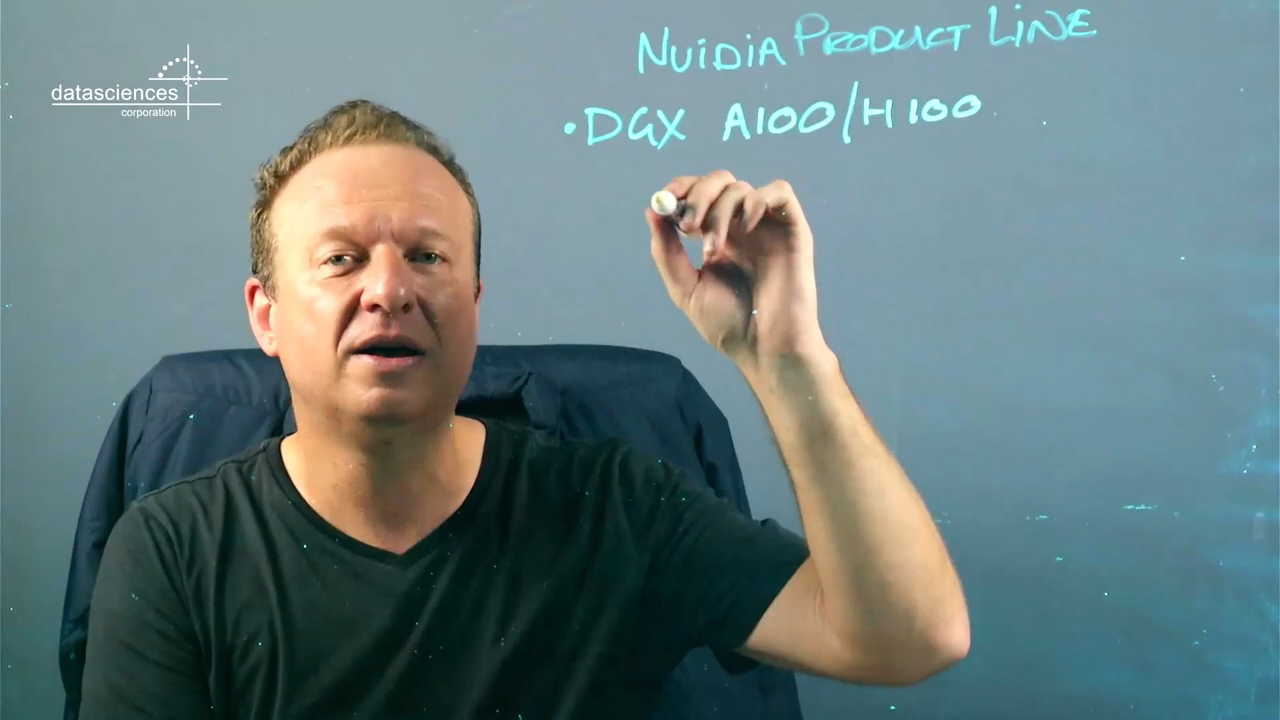 NViDiA PRODUCT LiNE
• DGX A100/H100
datasciences
corporation